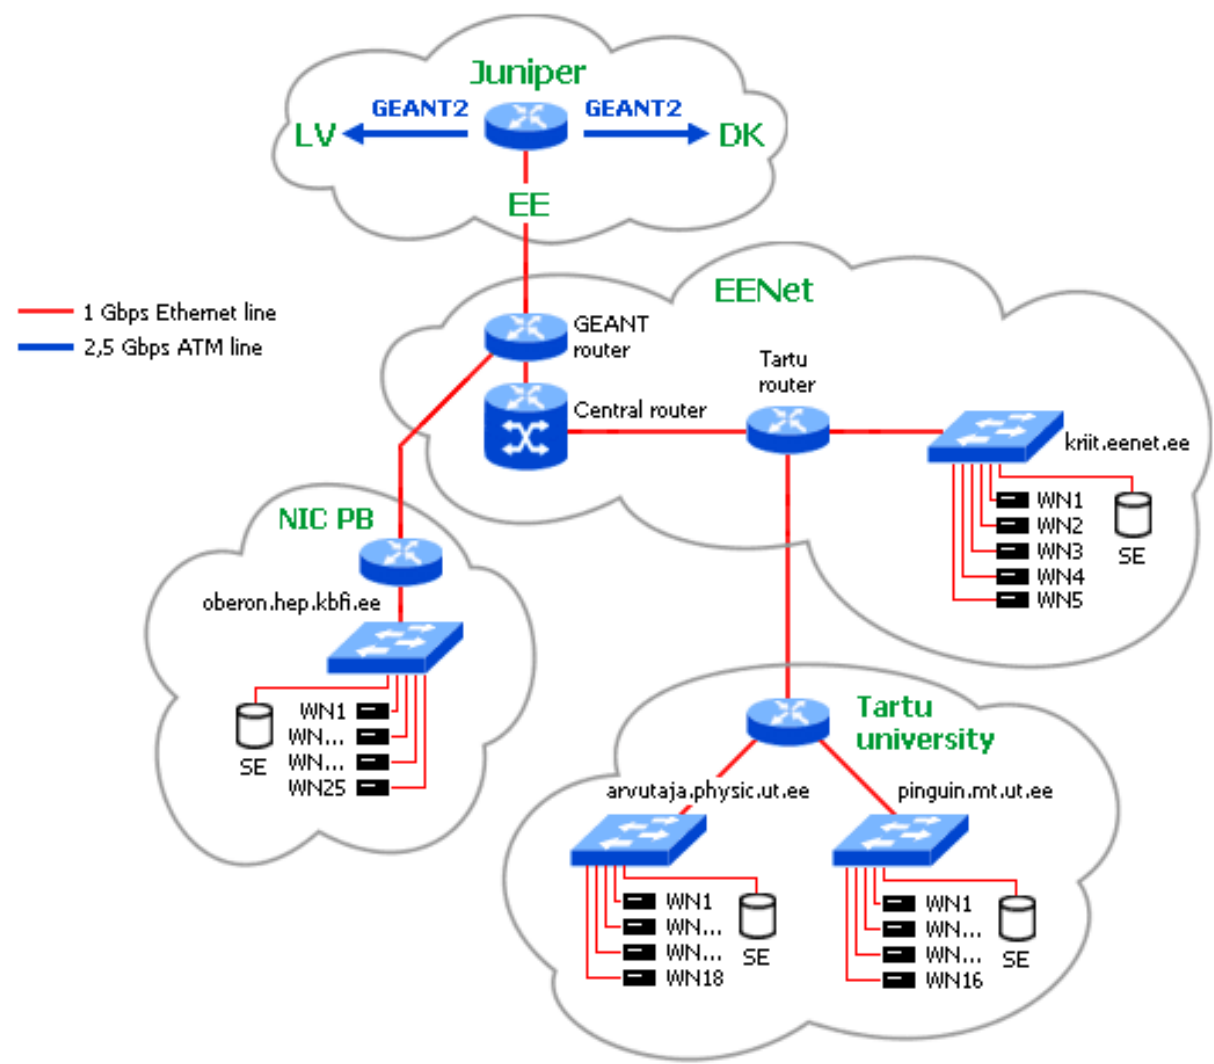 Juniper
GEANT2
GEANT2
LV
DK
EE
EENet
1 Gbps Ethernet line
2,5 Gbps ATM line
GEANT
router
Tartu
router
Central router
kriit.eenet.ee
WN1
WN2
WN3
WN4
WN5
SE
NIC PB
oberon.hep.kbfi.ee
WN1
WN...
WN...
WN25
SE
Tartu
university
arvutaja.physic.ut.ee
pinguin.mt.ut.ee
WN1
WN...
WN...
WN18
SE
WN1
WN...
WN...
WN16
SE